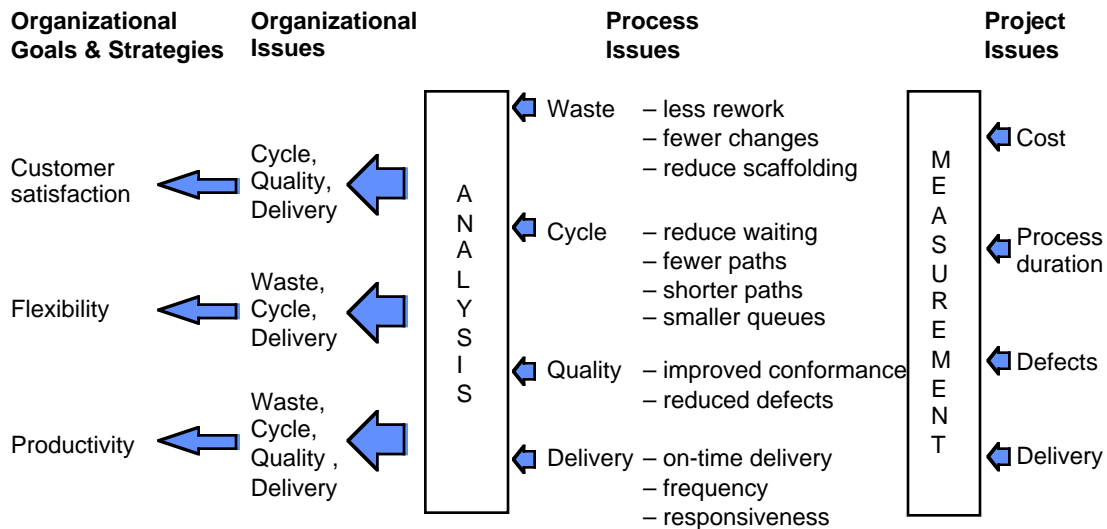 Organizational
Goals & Strategies
Organizational
Issues
Process
Issues
Project
Issues
Customer
satisfaction
Flexibility
Productivity
Cycle,
Quality,
Delivery
Waste,
Cycle,
Delivery
Waste,
Cycle,
Quality ,
Delivery
ANALYSIS
Waste – less rework
– fewer changes
– reduce scaffolding
Cycle – reduce waiting
– fewer paths
– shorter paths
– smaller queues
Quality – improved conformance
– reduced defects
Delivery – on-time delivery
– frequency
– responsiveness
MEASUREMENT
Cost
Process
duration
Defects
Delivery